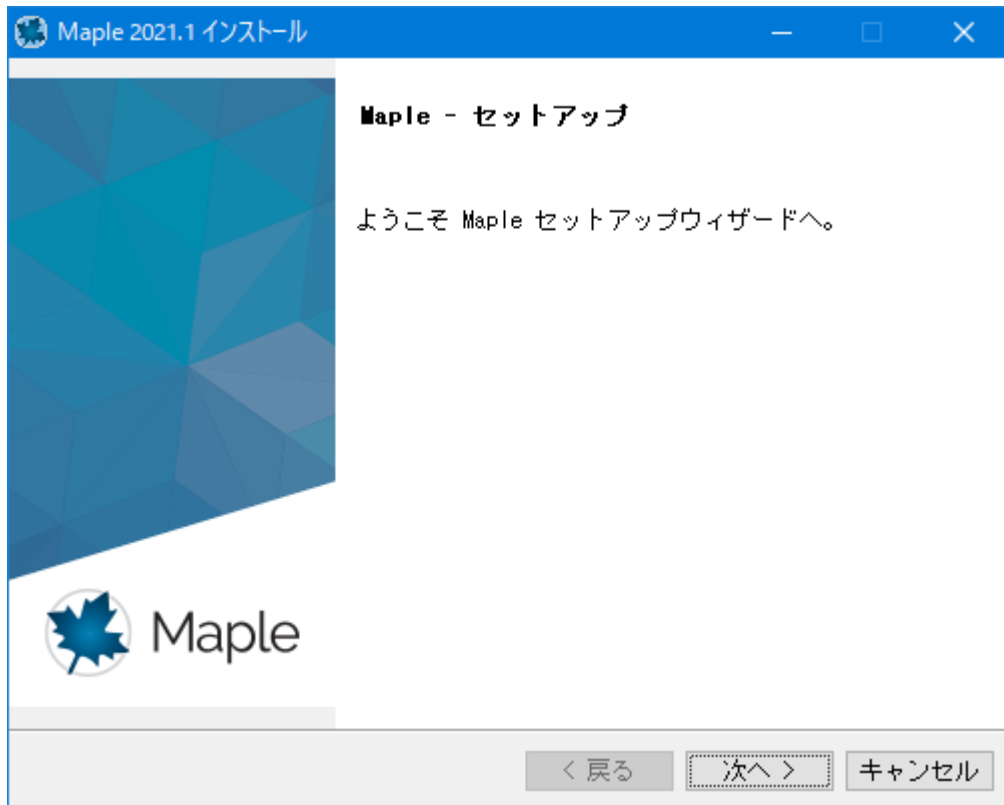 Maple 2021.1 インストール
Maple - セットアップ
ようこそ Maple セットアップウィザードへ。
Maple
< 戻る
次へ >
キャンセル